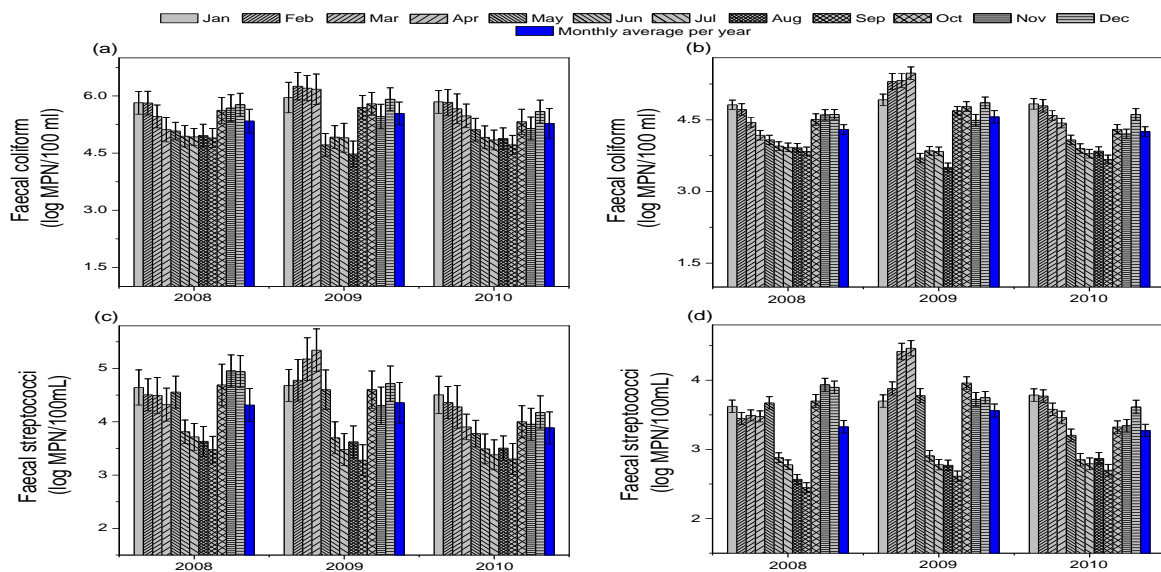 Jan Feb Mar Apr May Jun Jul Aug Sep Oct Nov Dec
Monthly average per year
(a)
Faecal coliform
(log MPN/100 ml)
6.0
4.5
3.0
1.5
2008 2009 2010
(b)
Faecal coliform
(log MPN/100 ml)
4.5
3.0
1.5
2008 2009 2010
(c)
Faecal streptococci
(log MPN/100mL)
5
4
3
2
2008 2009 2010
(d)
Faecal streptococci
(log MPN/100mL)
4
3
2
2008 2009 2010